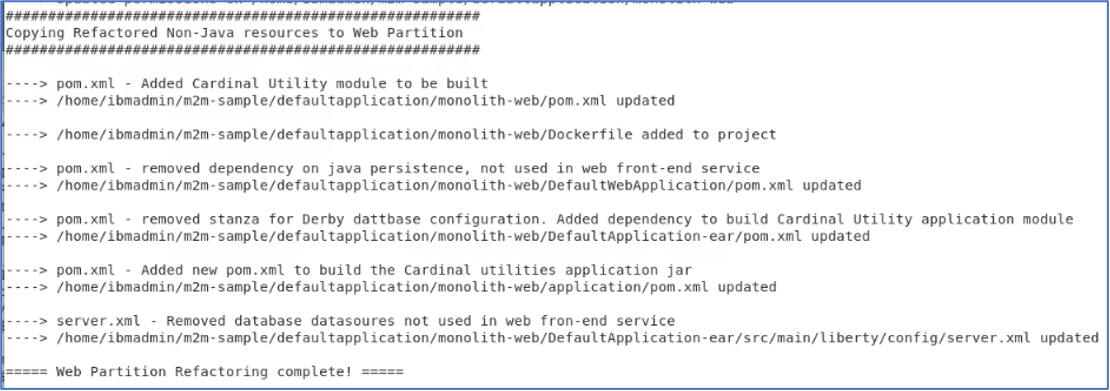 ################################################################
Copying Refactored Non-Java resources to Web Partition
################################################################
----> pom.xml - Added Cardinal Utility module to be built
----> /home/ibmadmin/m2m-sample/defaultapplication/monolith-web/pom.xml updated
----> /home/ibmadmin/m2m-sample/defaultapplication/monolith-web/Dockerfile added to project
----> pom.xml - removed dependency on java persistence, not used in web front-end service
----> /home/ibmadmin/m2m-sample/defaultapplication/monolith-web/DefaultWebApplication/pom.xml updated
----> pom.xml - removed stanza for Derby dattbase configuration. Added dependency to build Cardinal Utility application module
----> /home/ibmadmin/m2m-sample/defaultapplication/monolith-web/DefaultApplication-ear/pom.xml updated
----> pom.xml - Added new pom.xml to build the Cardinal utilities application jar
----> /home/ibmadmin/m2m-sample/defaultapplication/monolith-web/application/pom.xml updated
----> server.xml - Removed database datasoures not used in web fron-end service
----> /home/ibmadmin/m2m-sample/defaultapplication/monolith-web/DefaultApplication-ear/src/main/liberty/config/server.xml updated
===== Web Partition Refactoring complete! =====